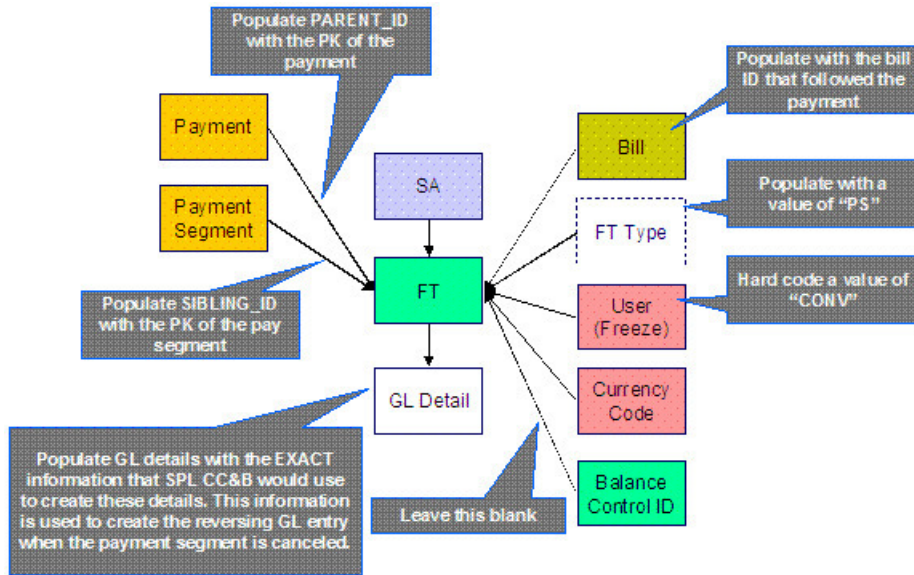 Populate PARENT_ID
with the PK of the
payment
Populate with the bill
ID that followed the
payment
Payment
Bill
SA
Payment
Segment
Populate with a
value of “PS”
FT Type
FT
Hard code a value of
“CONV”
User
(Freeze)
Populate SIBLING_ID
with the PK of the pay
segment
GL Detail
Currency
Code
Populate GL details with the EXACT
information that SPL CC&B would use
to create these details. This information
is used to create the reversing GL entry
when the payment segment is canceled.
Leave this blank
Balance
Control ID